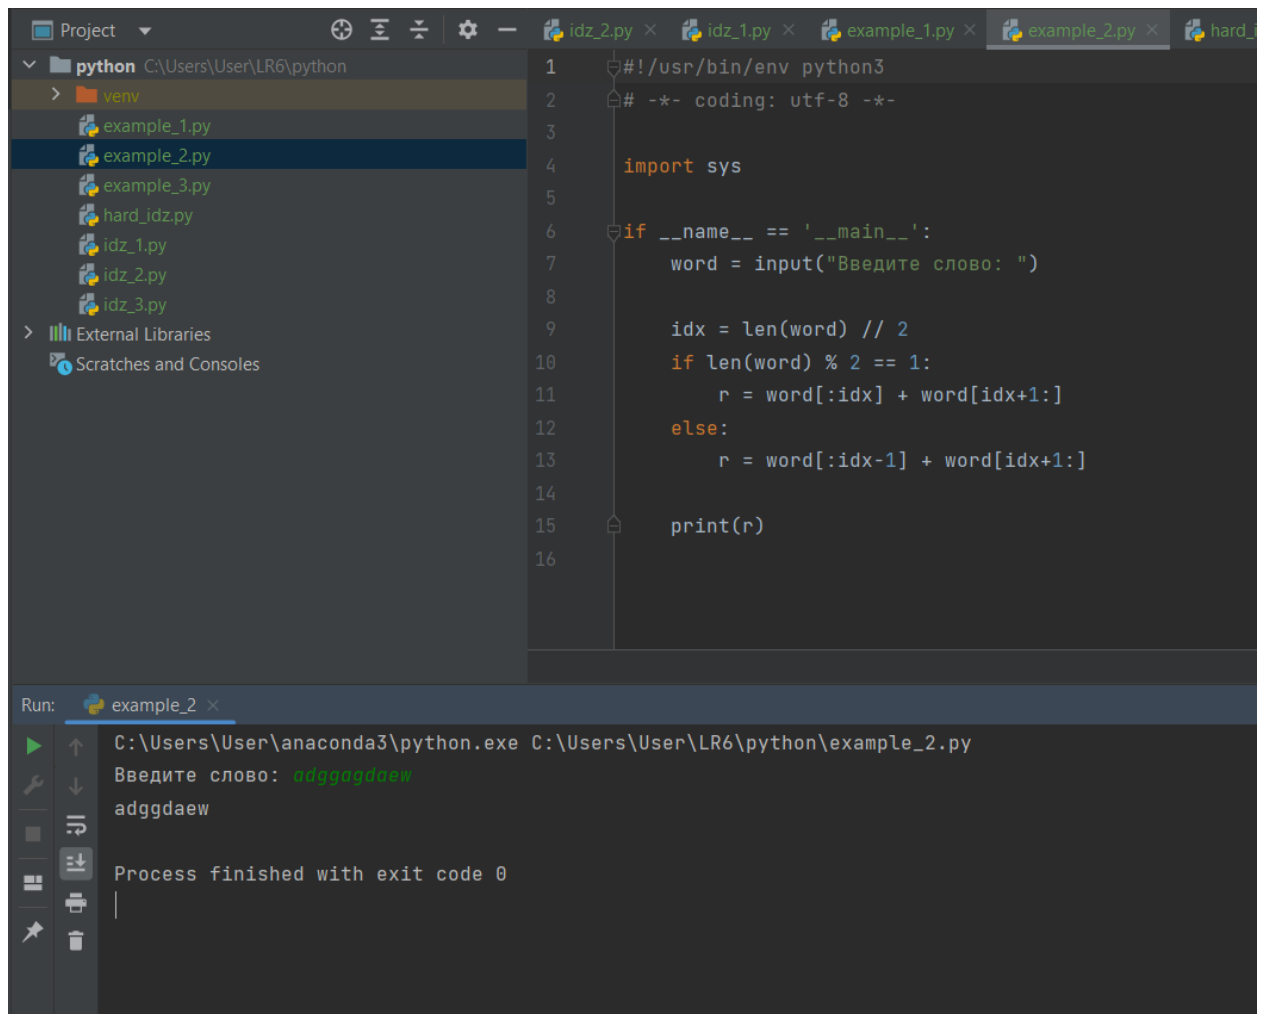 Project
idz_2.py idz_1.py example_1.py example_2.py hard_i
python C:\Users\User\LR6\python
venv
example_1.py
example_2.py
example_3.py
hard_idz.py
idz_1.py
idz_2.py
idz_3.py
External Libraries
Scratches and Consoles
1 #!/usr/bin/env python3
2 # -*- coding: utf-8 -*-
3
4 import sys
5
6 if __name__ == '__main__':
7 word = input("Введите слово: ")
8
9 idx = len(word) // 2
10 if len(word) % 2 == 1:
11 r = word[:idx] + word[idx+1:]
12 else:
13 r = word[:idx-1] + word[idx+1:]
14
15 print(r)
16
Run: example_2
C:\Users\User\anaconda3\python.exe C:\Users\User\LR6\python\example_2.py
Введите слово: adggagdaew
adggdaew
Process finished with exit code 0